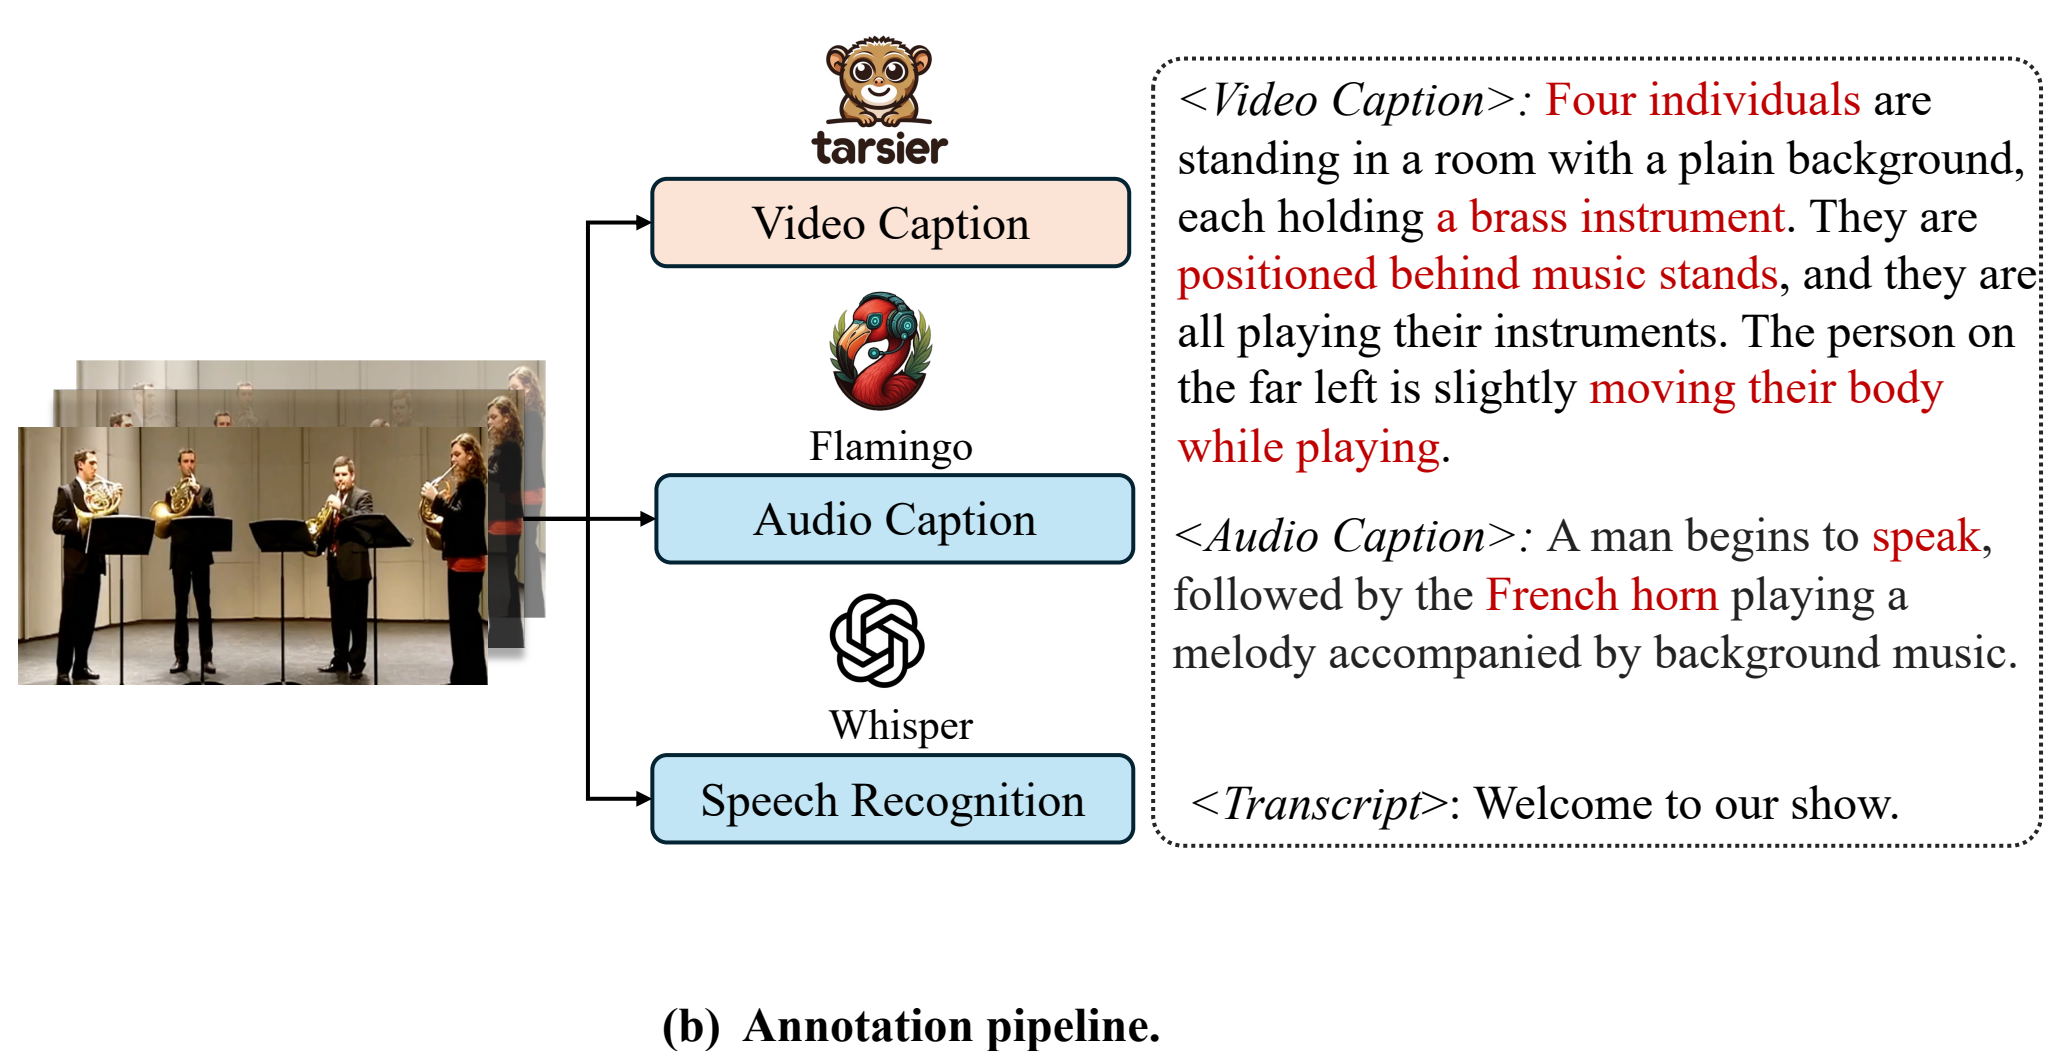 tarsier
Video Caption
Flamingo
Audio Caption
Whisper
Speech Recognition
<Video Caption>: Four individuals are
standing in a room with a plain background,
each holding a brass instrument. They are
positioned behind music stands, and they are
all playing their instruments. The person on
the far left is slightly moving their body
while playing.
<Audio Caption>: A man begins to speak,
followed by the French horn playing a
melody accompanied by background music.
<Transcript>: Welcome to our show.
(b) Annotation pipeline.